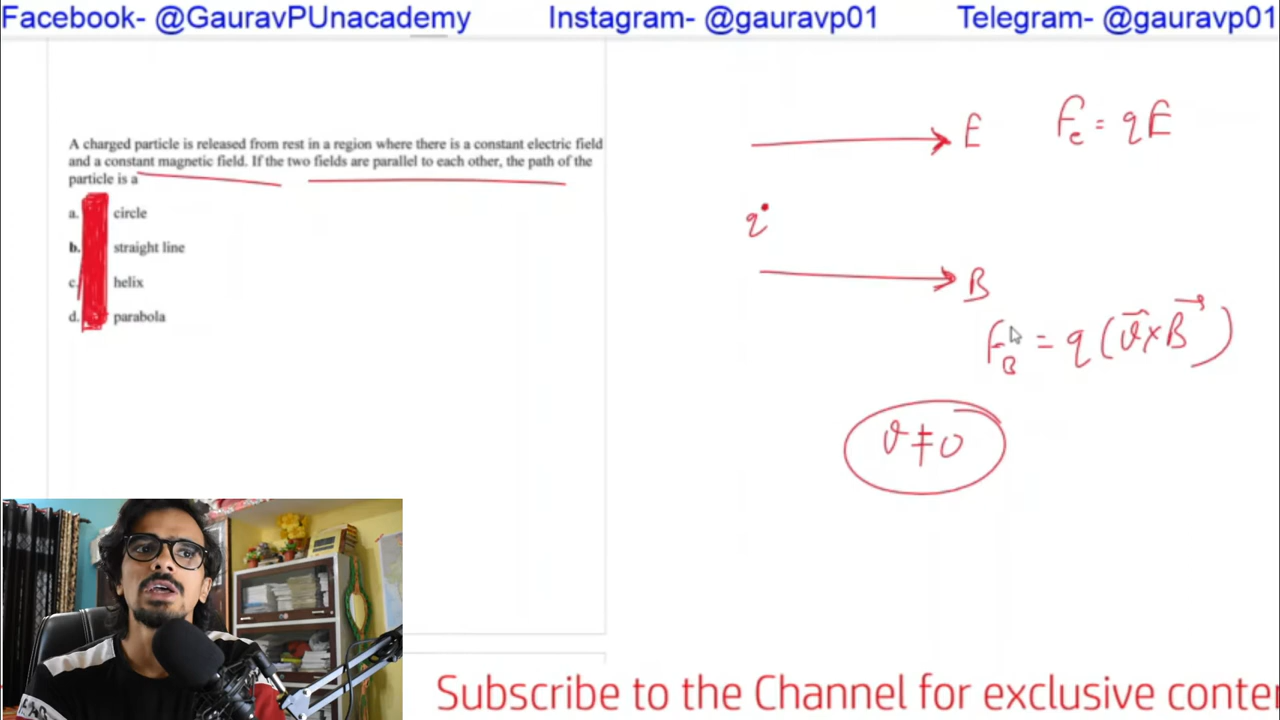 Facebook- @GauravPUnacademy Instagram- @gauravp01 Telegram- @gauravp01
A charged particle is released from rest in a region where there is a constant electric field
and a constant magnetic field. If the two fields are parallel to each other, the path of the
particle is a
a. circle
b. straight line
c. helix
d. parabola
E
Fe = qE
q
B
FB = q(v⃗ × B⃗)
v ≠ 0
Subscribe to the Channel for exclusive conte